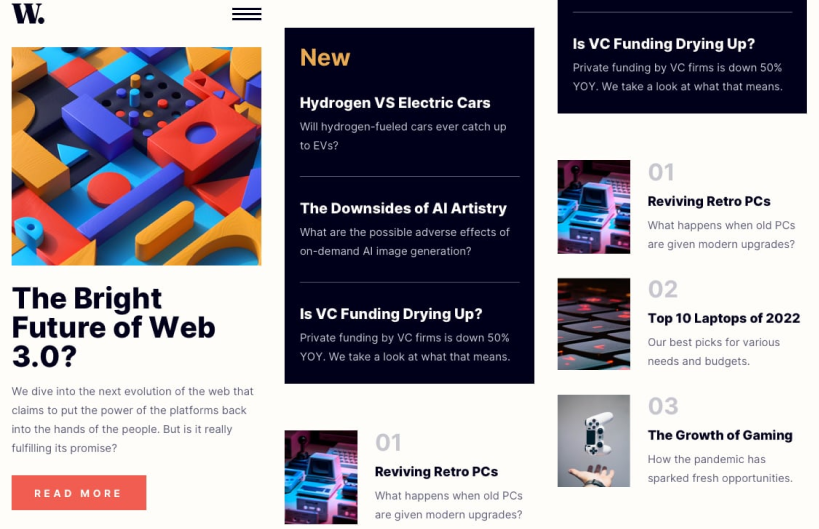 W.
The Bright
Future of Web
3.0?
We dive into the next evolution of the web that
claims to put the power of the platforms back
into the hands of the people. But is it really
fulfilling its promise?
READ MORE
New
Hydrogen VS Electric Cars
Will hydrogen-fueled cars ever catch up
to EVs?
The Downsides of AI Artistry
What are the possible adverse effects of
on-demand AI image generation?
Is VC Funding Drying Up?
Private funding by VC firms is down 50%
YOY. We take a look at what that means.
01
Reviving Retro PCs
What happens when old PCs
are given modern upgrades?
Is VC Funding Drying Up?
Private funding by VC firms is down 50%
YOY. We take a look at what that means.
01
Reviving Retro PCs
What happens when old PCs
are given modern upgrades?
02
Top 10 Laptops of 2022
Our best picks for various
needs and budgets.
03
The Growth of Gaming
How the pandemic has
sparked fresh opportunities.